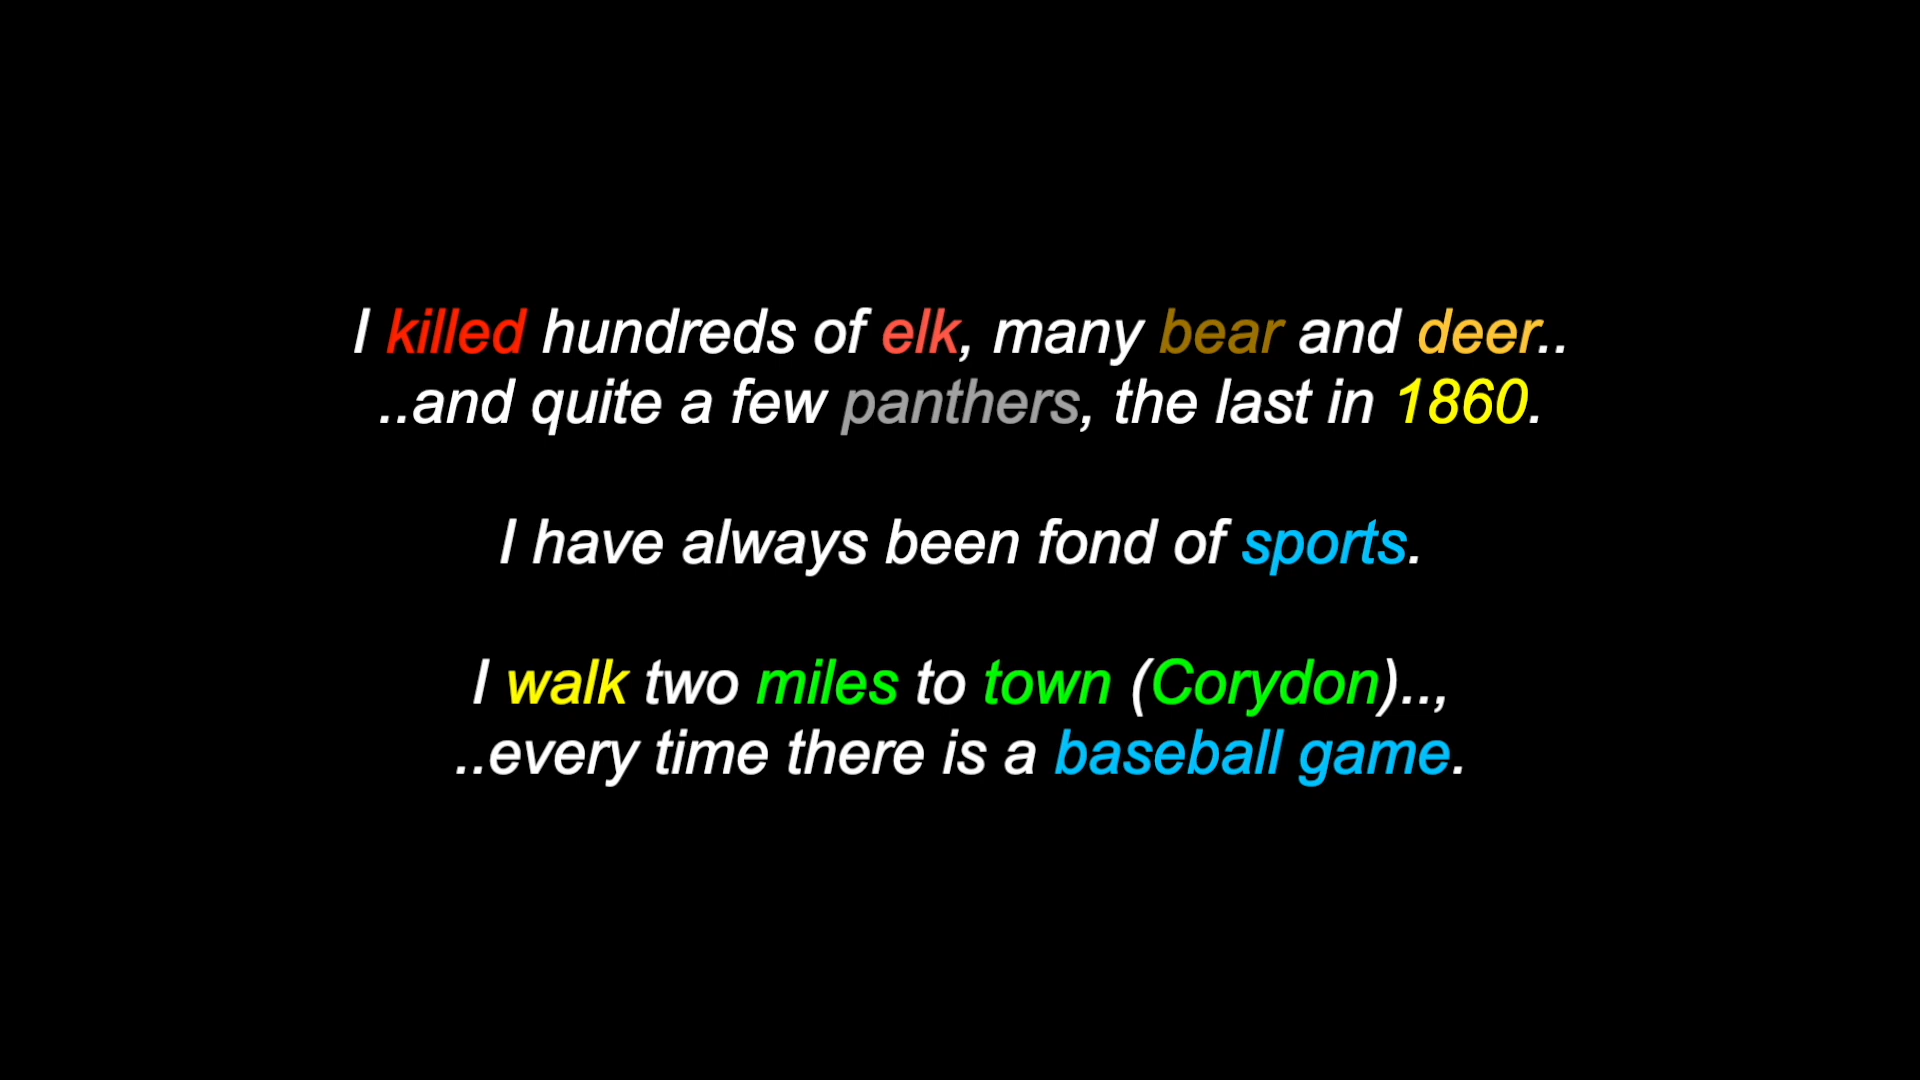 I killed hundreds of elk, many bear and deer..
..and quite a few panthers, the last in 1860.
I have always been fond of sports.
I walk two miles to town (Corydon)..,
..every time there is a baseball game.